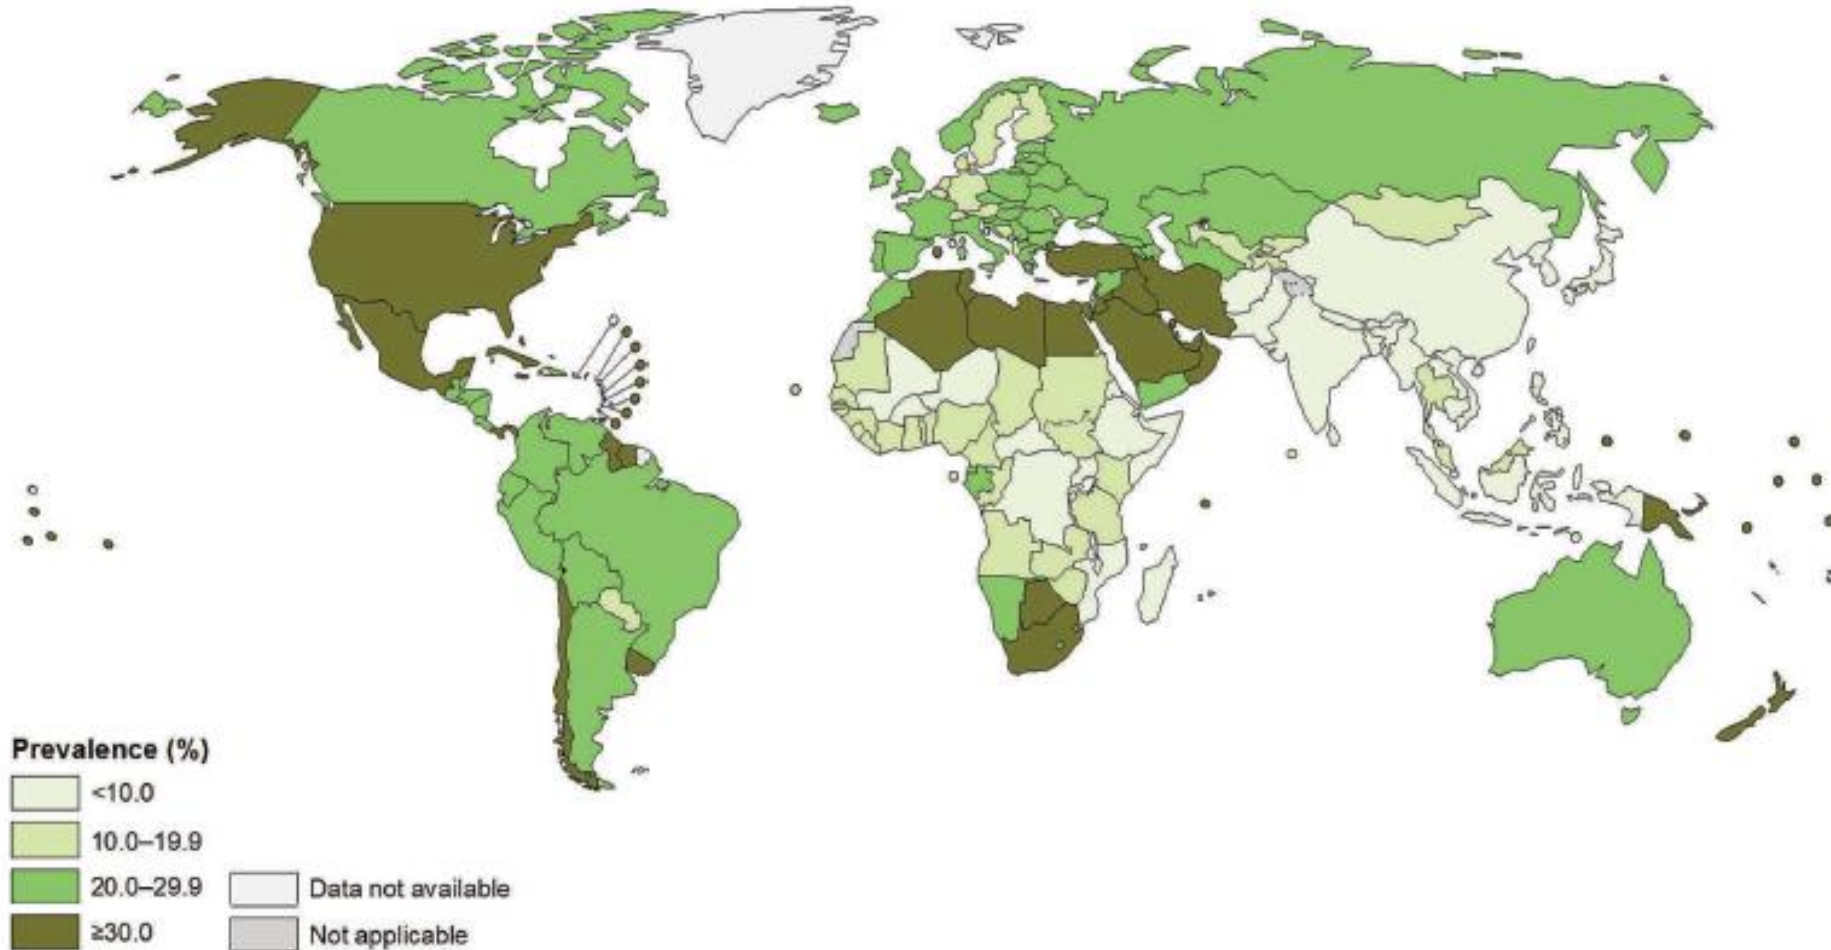 Prevalence (%)
<10.0
10.0–19.9
20.0–29.9
≥30.0
Data not available
Not applicable